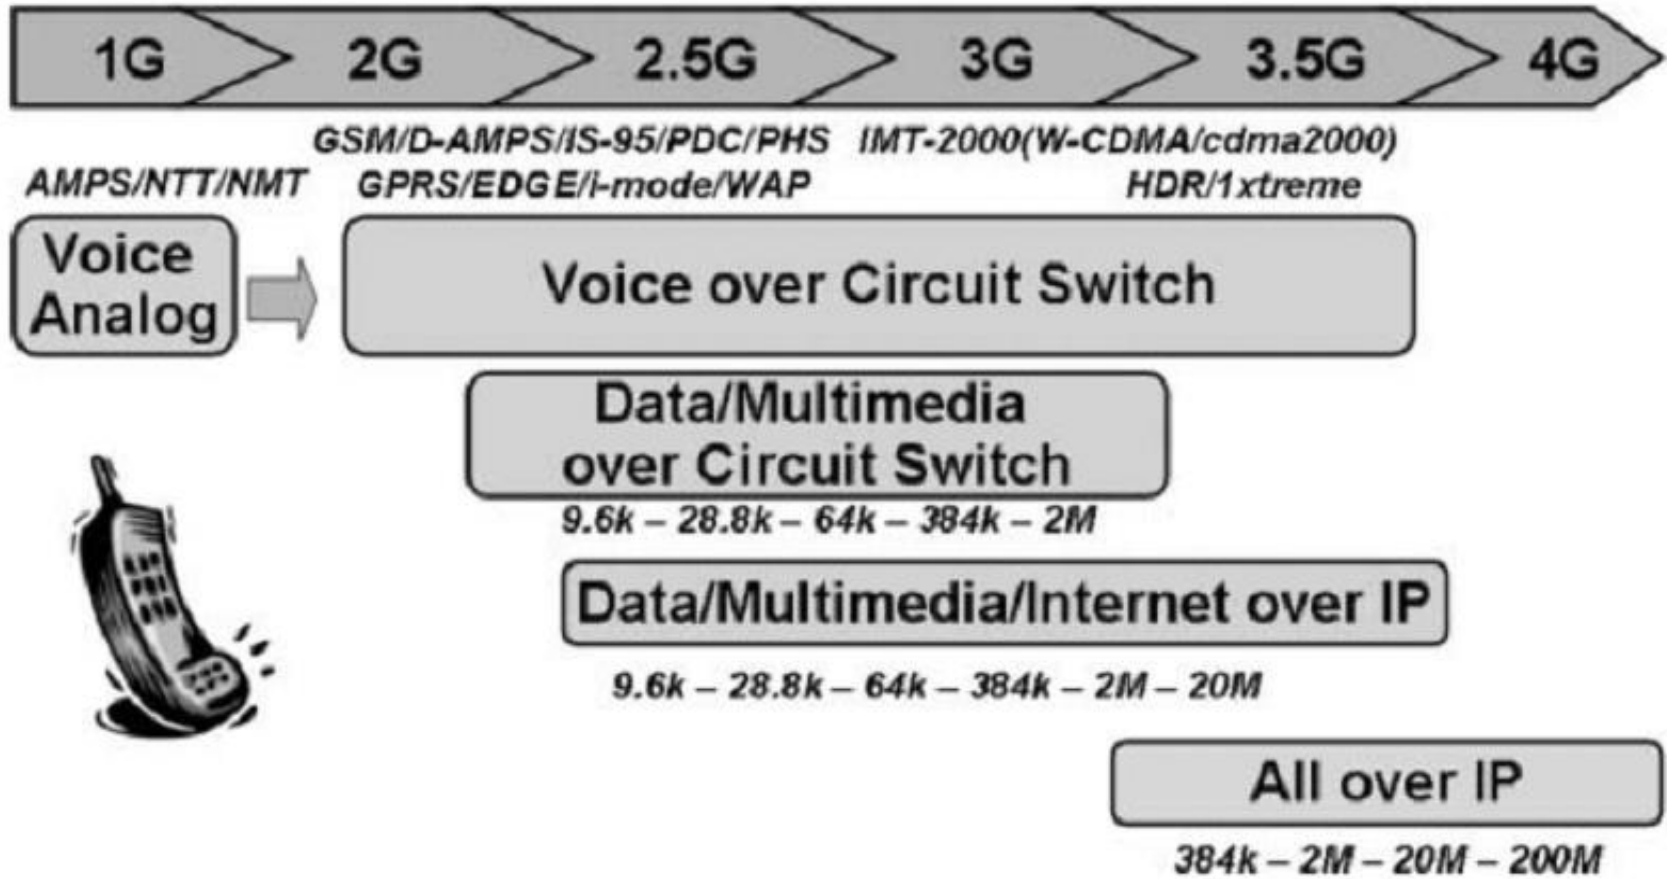 1G 2G 2.5G 3G 3.5G 4G
GSM/D-AMPS/IS-95/PDC/PHS IMT-2000(W-CDMA/cdma2000)
AMPS/NTT/NMT GPRS/EDGE/i-mode/WAP HDR/1xtreme
Voice
Analog
Voice over Circuit Switch
Data/Multimedia
over Circuit Switch
9.6k – 28.8k – 64k – 384k – 2M
Data/Multimedia/Internet over IP
9.6k – 28.8k – 64k – 384k – 2M – 20M
All over IP
384k – 2M – 20M – 200M